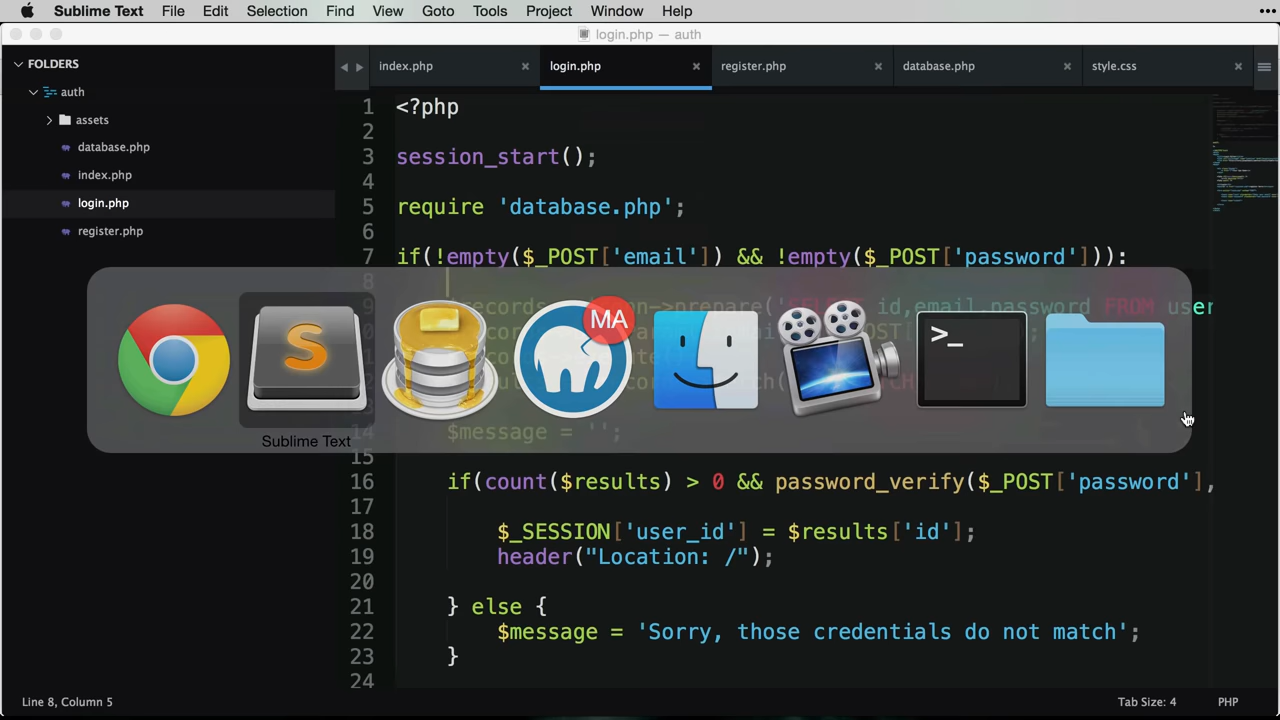 Sublime Text File Edit Selection Find View Goto Tools Project Window Help
login.php — auth
FOLDERS
auth
assets
database.php
index.php
login.php
register.php
index.php × login.php × register.php × database.php × style.css ×
1 <?php
2
3 session_start();
4
5 require 'database.php';
6
7 if(!empty($_POST['email']) && !empty($_POST['password'])):
8
id,email,password FROM user
MA
>_
Sublime Text
14 $message = '';
15
16 if(count($results) > 0 && password_verify($_POST['password'],
17
18 $_SESSION['user_id'] = $results['id'];
19 header("Location: /");
20
21 } else {
22 $message = 'Sorry, those credentials do not match';
23 }
24
Line 8, Column 5 Tab Size: 4 PHP